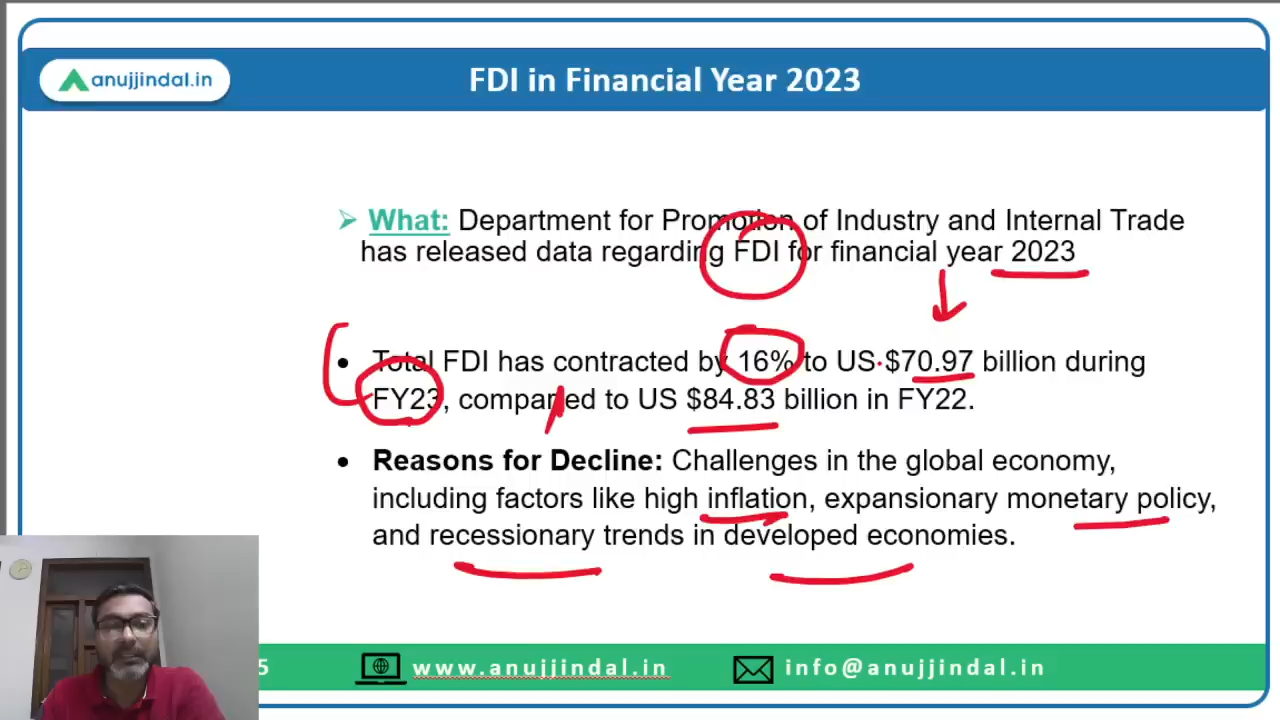 anujjindal.in
FDI in Financial Year 2023
What: Department for Promotion of Industry and Internal Trade
has released data regarding FDI for financial year 2023
Total FDI has contracted by 16% to US $70.97 billion during
FY23, compared to US $84.83 billion in FY22.
Reasons for Decline: Challenges in the global economy,
including factors like high inflation, expansionary monetary policy,
and recessionary trends in developed economies.
5 www.anujjindal.in info@anujjindal.in